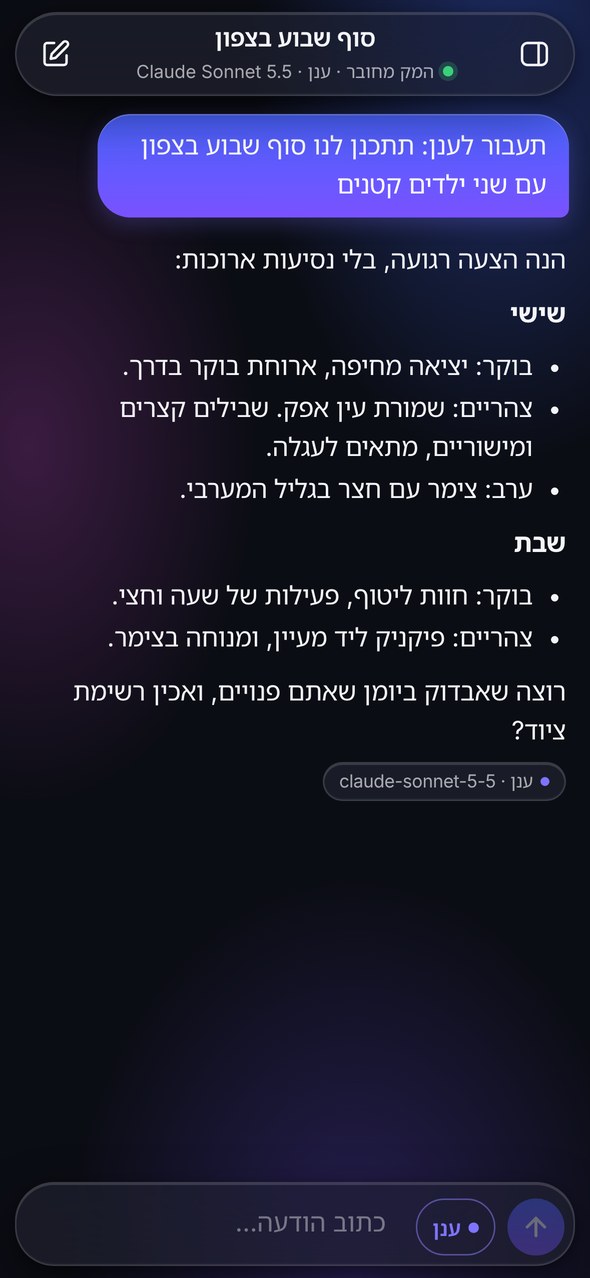 סוף שבוע בצפון
המק מחובר · ענן · Claude Sonnet 5.5
תעבור לענן: תתכנן לנו סוף שבוע בצפון
עם שני ילדים קטנים
הנה הצעה רגועה, בלי נסיעות ארוכות:
שישי
• בוקר: יציאה מחיפה, ארוחת בוקר בדרך.
• צהריים: שמורת עין אפק. שבילים קצרים
ומישוריים, מתאים לעגלה.
• ערב: צימר עם חצר בגליל המערבי.
שבת
• בוקר: חוות ליטוף, פעילות של שעה וחצי.
• צהריים: פיקניק ליד מעיין, ומנוחה בצימר.
רוצה שאבדוק ביומן שאתם פנויים, ואכין רשימת
ציוד?
ענן · claude-sonnet-5-5
ענן
כתוב הודעה...